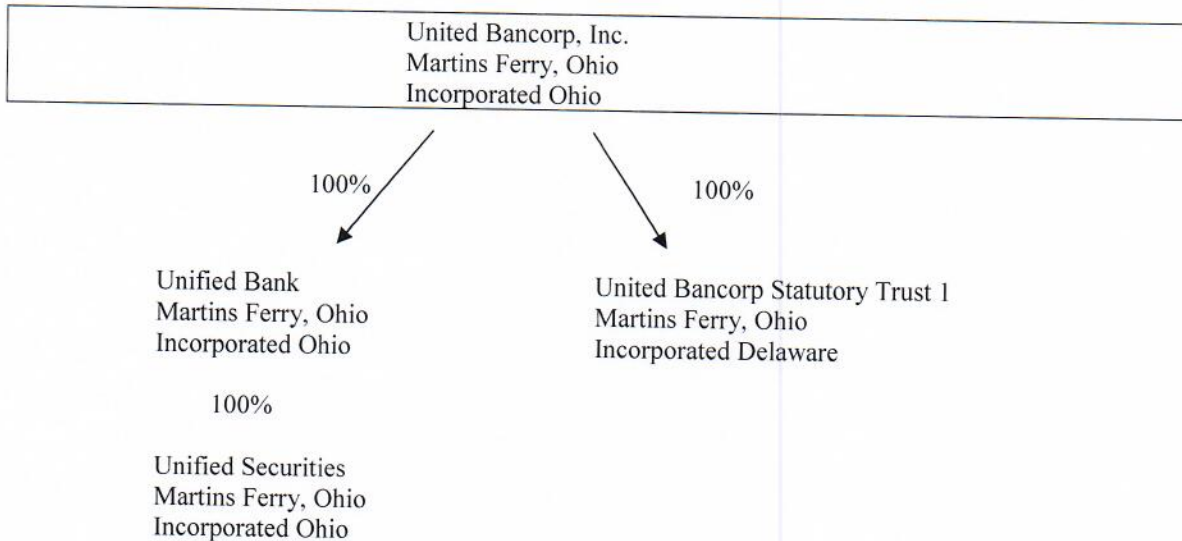 United Bancorp, Inc.
Martins Ferry, Ohio
Incorporated Ohio
100%
100%
Unified Bank
Martins Ferry, Ohio
Incorporated Ohio
United Bancorp Statutory Trust 1
Martins Ferry, Ohio
Incorporated Delaware
100%
Unified Securities
Martins Ferry, Ohio
Incorporated Ohio